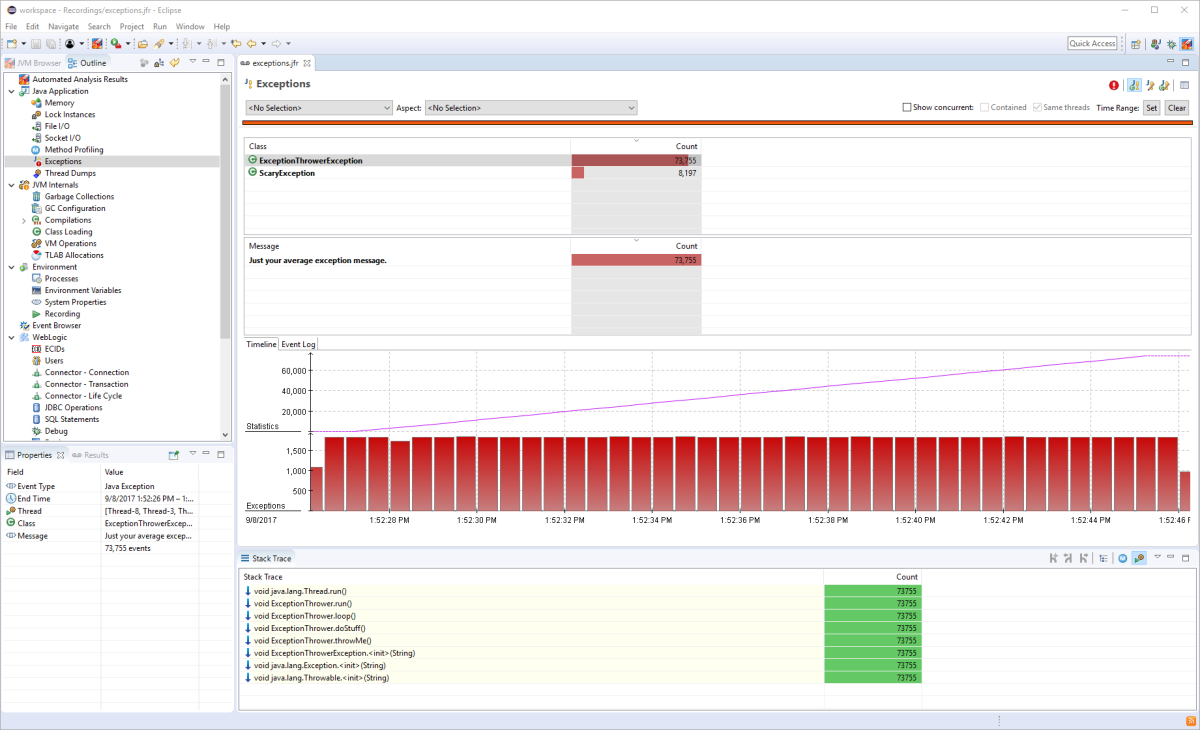 workspace - Recordings/exceptions.jfr - Eclipse
File Edit Navigate Search Project Run Window Help
Quick Access
JVM Browser Outline
Automated Analysis Results
Java Application
Memory
Lock Instances
File I/O
Socket I/O
Method Profiling
Exceptions
Thread Dumps
JVM Internals
Garbage Collections
GC Configuration
Compilations
Class Loading
VM Operations
TLAB Allocations
Environment
Processes
Environment Variables
System Properties
Recording
Event Browser
WebLogic
ECIDs
Users
Connector - Connection
Connector - Transaction
Connector - Life Cycle
JDBC Operations
SQL Statements
Debug
Properties Results
Field Value
Event Type Java Exception
End Time 9/8/2017 1:52:26 PM – 1:...
Thread [Thread-8, Thread-3, Th...
Class ExceptionThrowerExcep...
Message Just your average excep...
73,755 events
exceptions.jfr
Exceptions
<No Selection> Aspect: <No Selection> Show concurrent: Contained Same threads Time Range: Set Clear
Class Count
ExceptionThrowerException 73,755
ScaryException 8,197
Message Count
Just your average exception message. 73,755
Timeline Event Log
60,000
40,000
20,000
Statistics
1,500
1,000
500
Exceptions
9/8/2017 1:52:28 PM 1:52:30 PM 1:52:32 PM 1:52:34 PM 1:52:36 PM 1:52:38 PM 1:52:40 PM 1:52:42 PM 1:52:44 PM 1:52:46 P
Stack Trace
Stack Trace Count
void java.lang.Thread.run() 73755
void ExceptionThrower.run() 73755
void ExceptionThrower.loop() 73755
void ExceptionThrower.doStuff() 73755
void ExceptionThrower.throwMe() 73755
void ExceptionThrowerException.<init>(String) 73755
void java.lang.Exception.<init>(String) 73755
void java.lang.Throwable.<init>(String) 73755